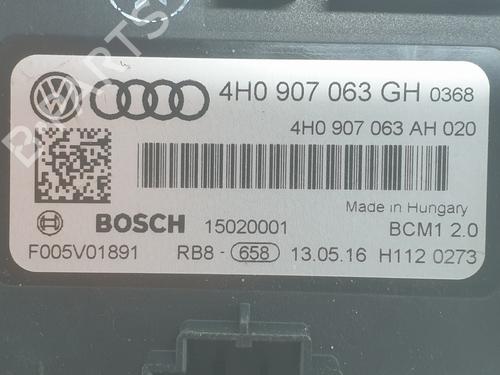 4H0 907 063 GH 0368
4H0 907 063 AH 020
Made in Hungary
BOSCH 15020001 BCM1 2.0
F005V01891 RB8 - 658 13.05.16 H112 0273